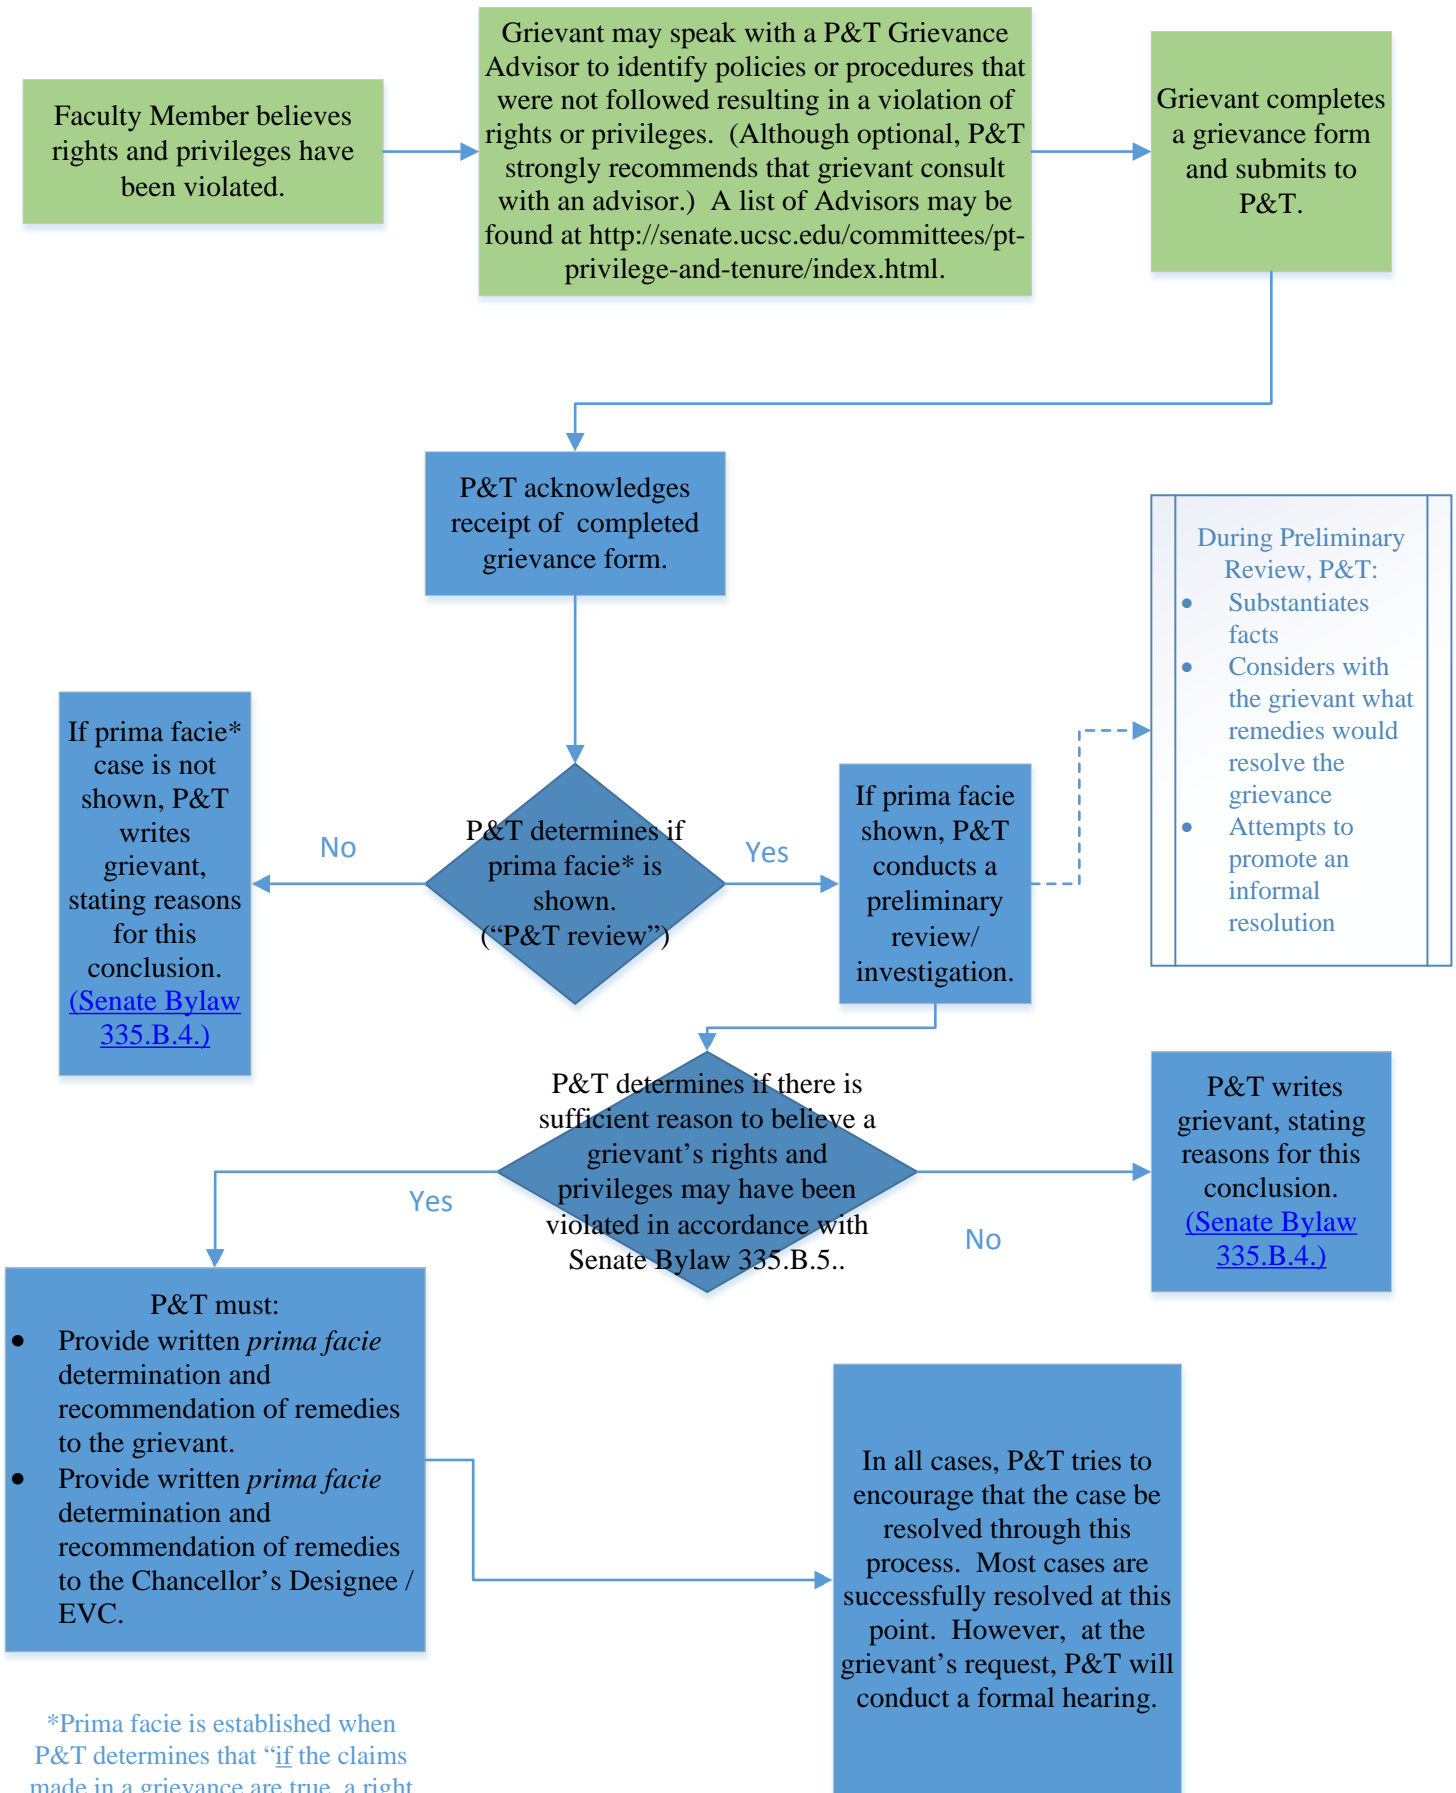 Faculty Member believes
rights and privileges have
been violated.
Grievant may speak with a P&T Grievance
Advisor to identify policies or procedures that
were not followed resulting in a violation of
rights or privileges.  (Although optional, P&T
strongly recommends that grievant consult
with an advisor.)  A list of Advisors may be
found at http://senate.ucsc.edu/committees/pt-
privilege-and-tenure/index.html.
Grievant completes
a grievance form
and submits to
P&T.
P&T acknowledges
receipt of  completed
grievance form.
During Preliminary
Review, P&T:
• Substantiates
facts
• Considers with
the grievant what
remedies would
resolve the
grievance
• Attempts to
promote an
informal
resolution
If prima facie*
case is not
shown, P&T
writes
grievant,
stating reasons
for this
conclusion.
(Senate Bylaw
335.B.4.)
No
P&T determines if
prima facie* is
shown.
(“P&T review”)
Yes
If prima facie
shown, P&T
conducts a
preliminary
review/
investigation.
P&T determines if there is
sufficient reason to believe a
grievant’s rights and
privileges may have been
violated in accordance with
Senate Bylaw 335.B.5..
Yes
No
P&T writes
grievant, stating
reasons for this
conclusion.
(Senate Bylaw
335.B.4.)
P&T must:
• Provide written prima facie
determination and
recommendation of remedies
to the grievant.
• Provide written prima facie
determination and
recommendation of remedies
to the Chancellor’s Designee /
EVC.
In all cases, P&T tries to
encourage that the case be
resolved through this
process.  Most cases are
successfully resolved at this
point.  However,  at the
grievant’s request, P&T will
conduct a formal hearing.
*Prima facie is established when
P&T determines that “if the claims
made in a grievance are true, a right